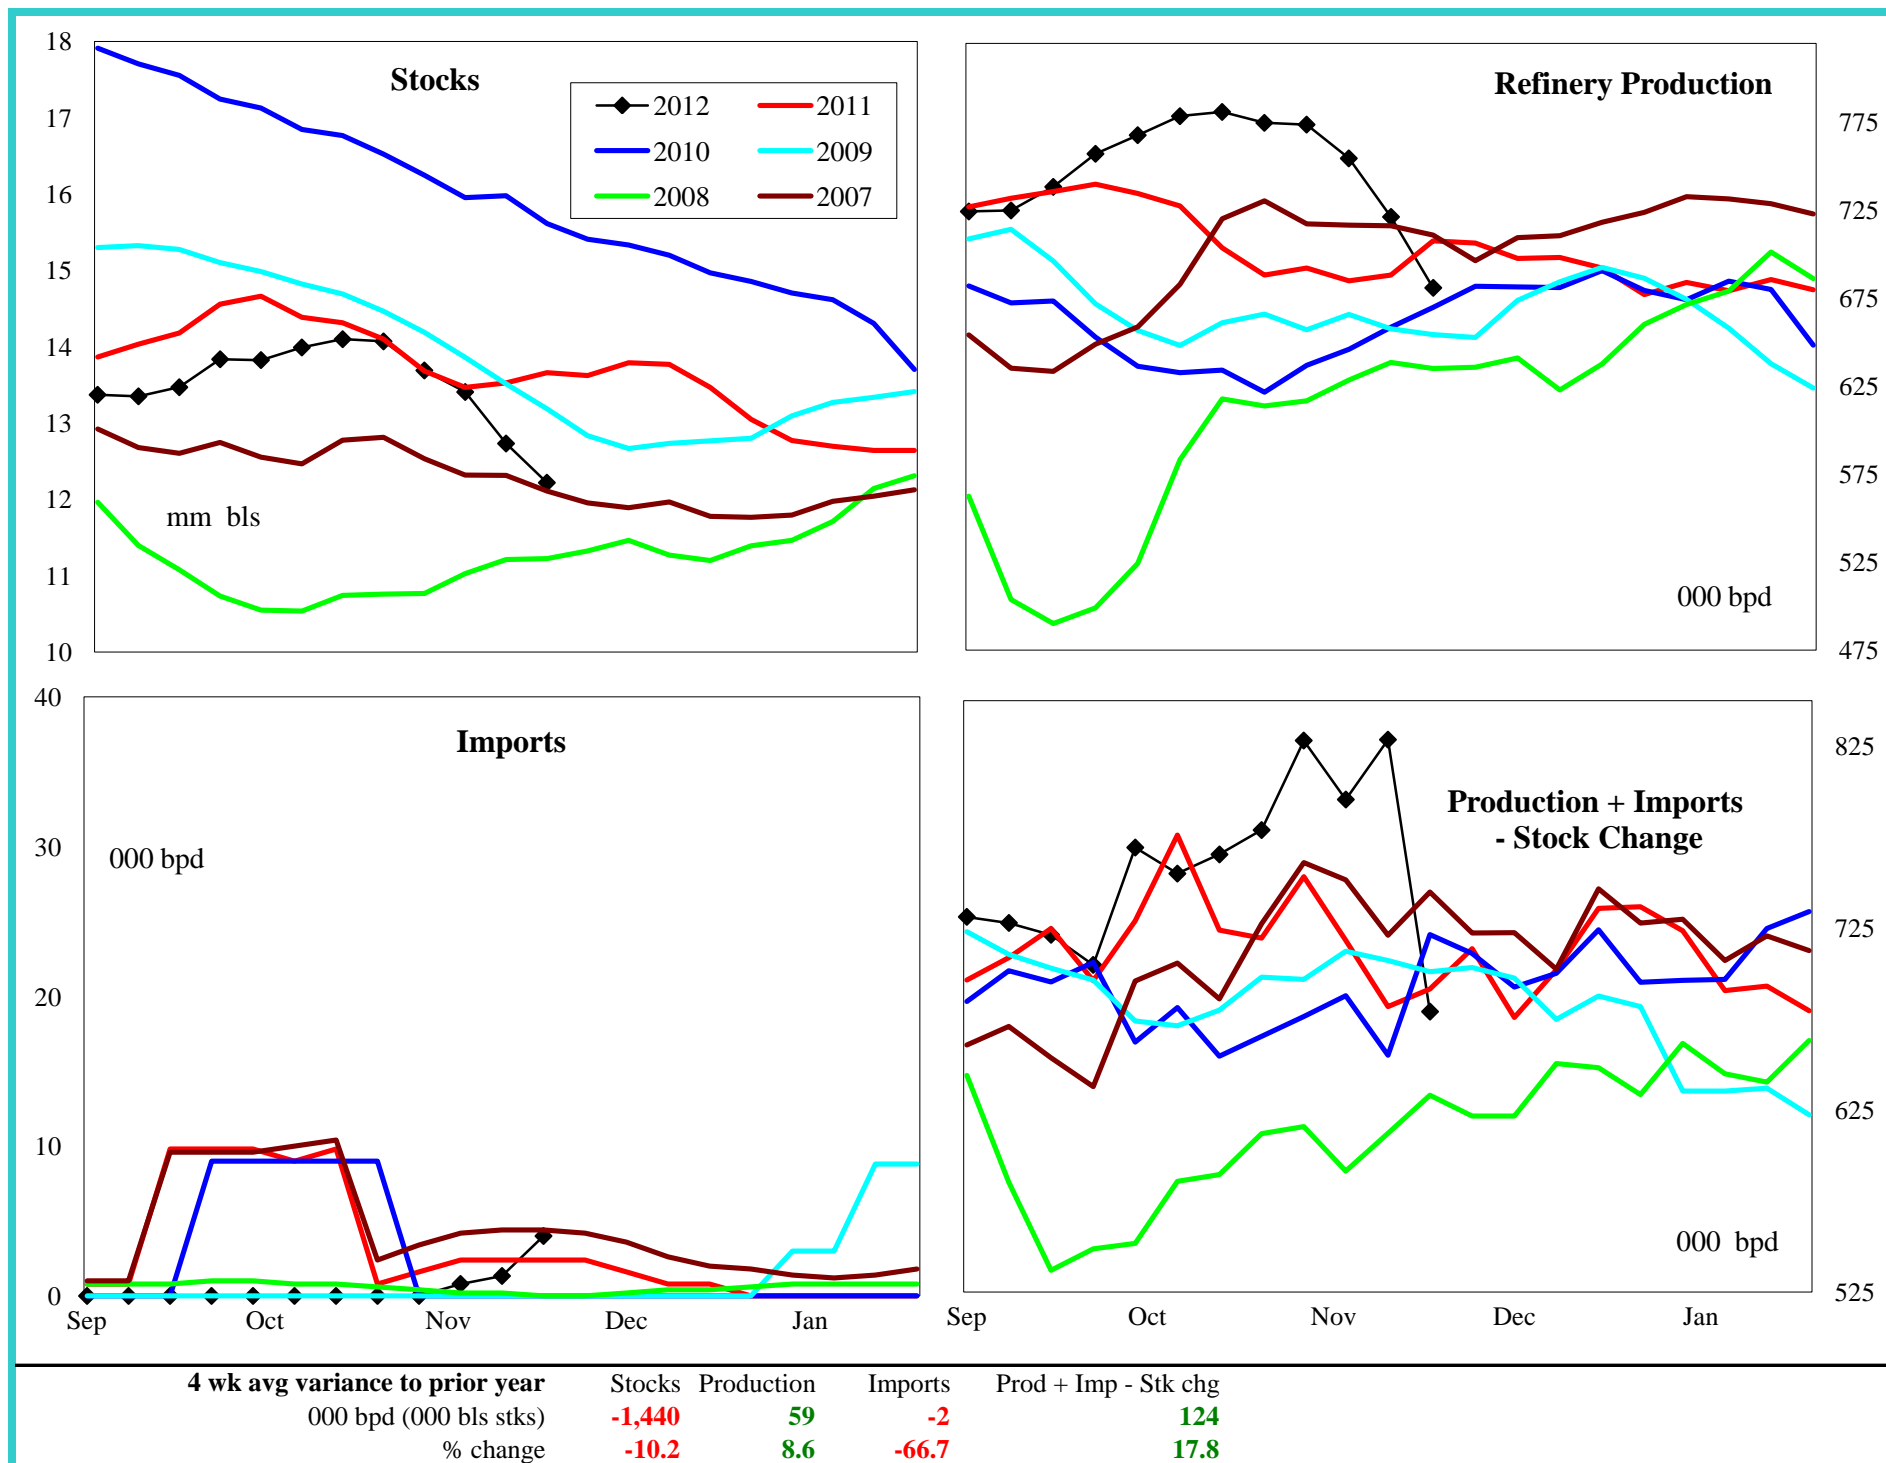 Stocks
2012 2011
2010 2009
2008 2007
18
17
16
15
14
13
12
11
10
mm bls
Refinery Production
775
725
675
625
575
525
475
000 bpd
Imports
40
30
20
10
0
000 bpd
Sep Oct Nov Dec Jan
Production + Imports
- Stock Change
825
725
625
525
000 bpd
Sep Oct Nov Dec Jan
4 wk avg variance to prior year Stocks Production Imports Prod + Imp - Stk chg
000 bpd (000 bls stks) -1,440 59 -2 124
% change -10.2 8.6 -66.7 17.8